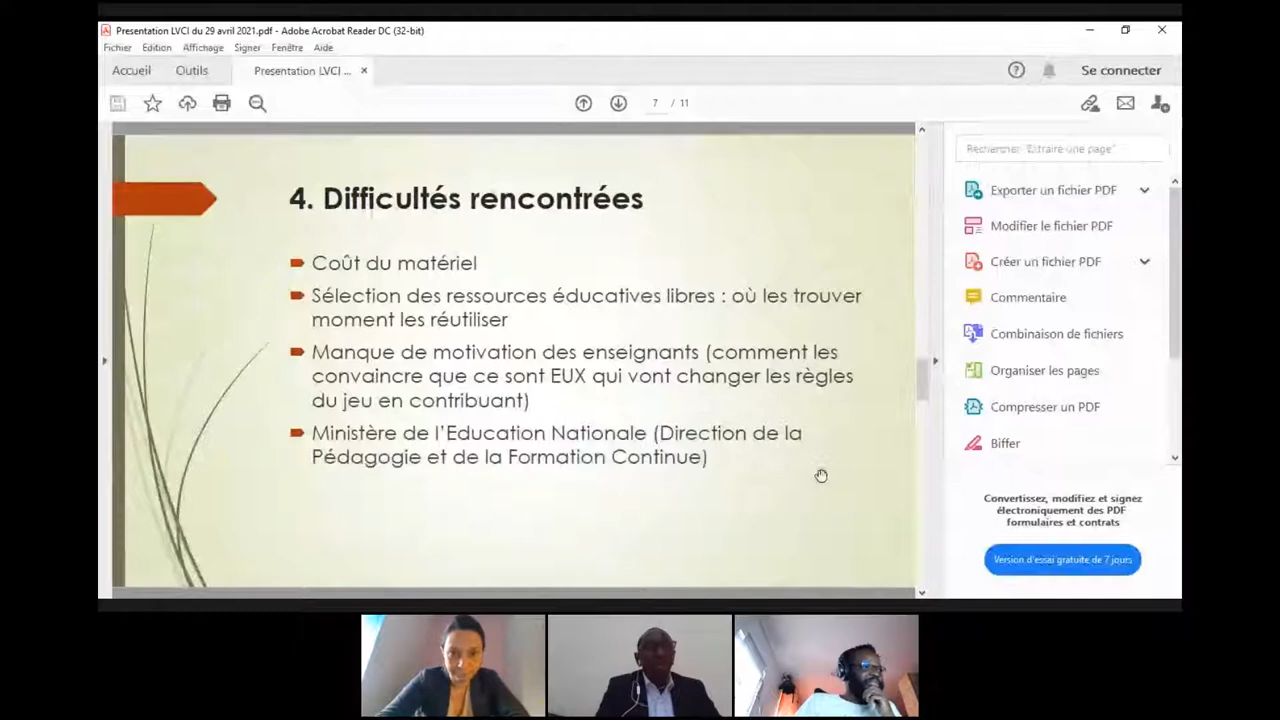 Presentation LVCI du 29 avril 2021.pdf - Adobe Acrobat Reader DC (32-bit)
Fichier Edition Affichage Signer Fenêtre Aide
Accueil Outils Presentation LVCI ... × Se connecter
7 / 11
Rechercher "Extraire une page"
4. Difficultés rencontrées
Coût du matériel
Sélection des ressources éducatives libres : où les trouver
moment les réutiliser
Manque de motivation des enseignants (comment les
convaincre que ce sont EUX qui vont changer les règles
du jeu en contribuant)
Ministère de l'Education Nationale (Direction de la
Pédagogie et de la Formation Continue)
Exporter un fichier PDF
Modifier le fichier PDF
Créer un fichier PDF
Commentaire
Combinaison de fichiers
Organiser les pages
Compresser un PDF
Biffer
Convertissez, modifiez et signez
électroniquement des PDF
formulaires et contrats
Version d'essai gratuite de 7 jours